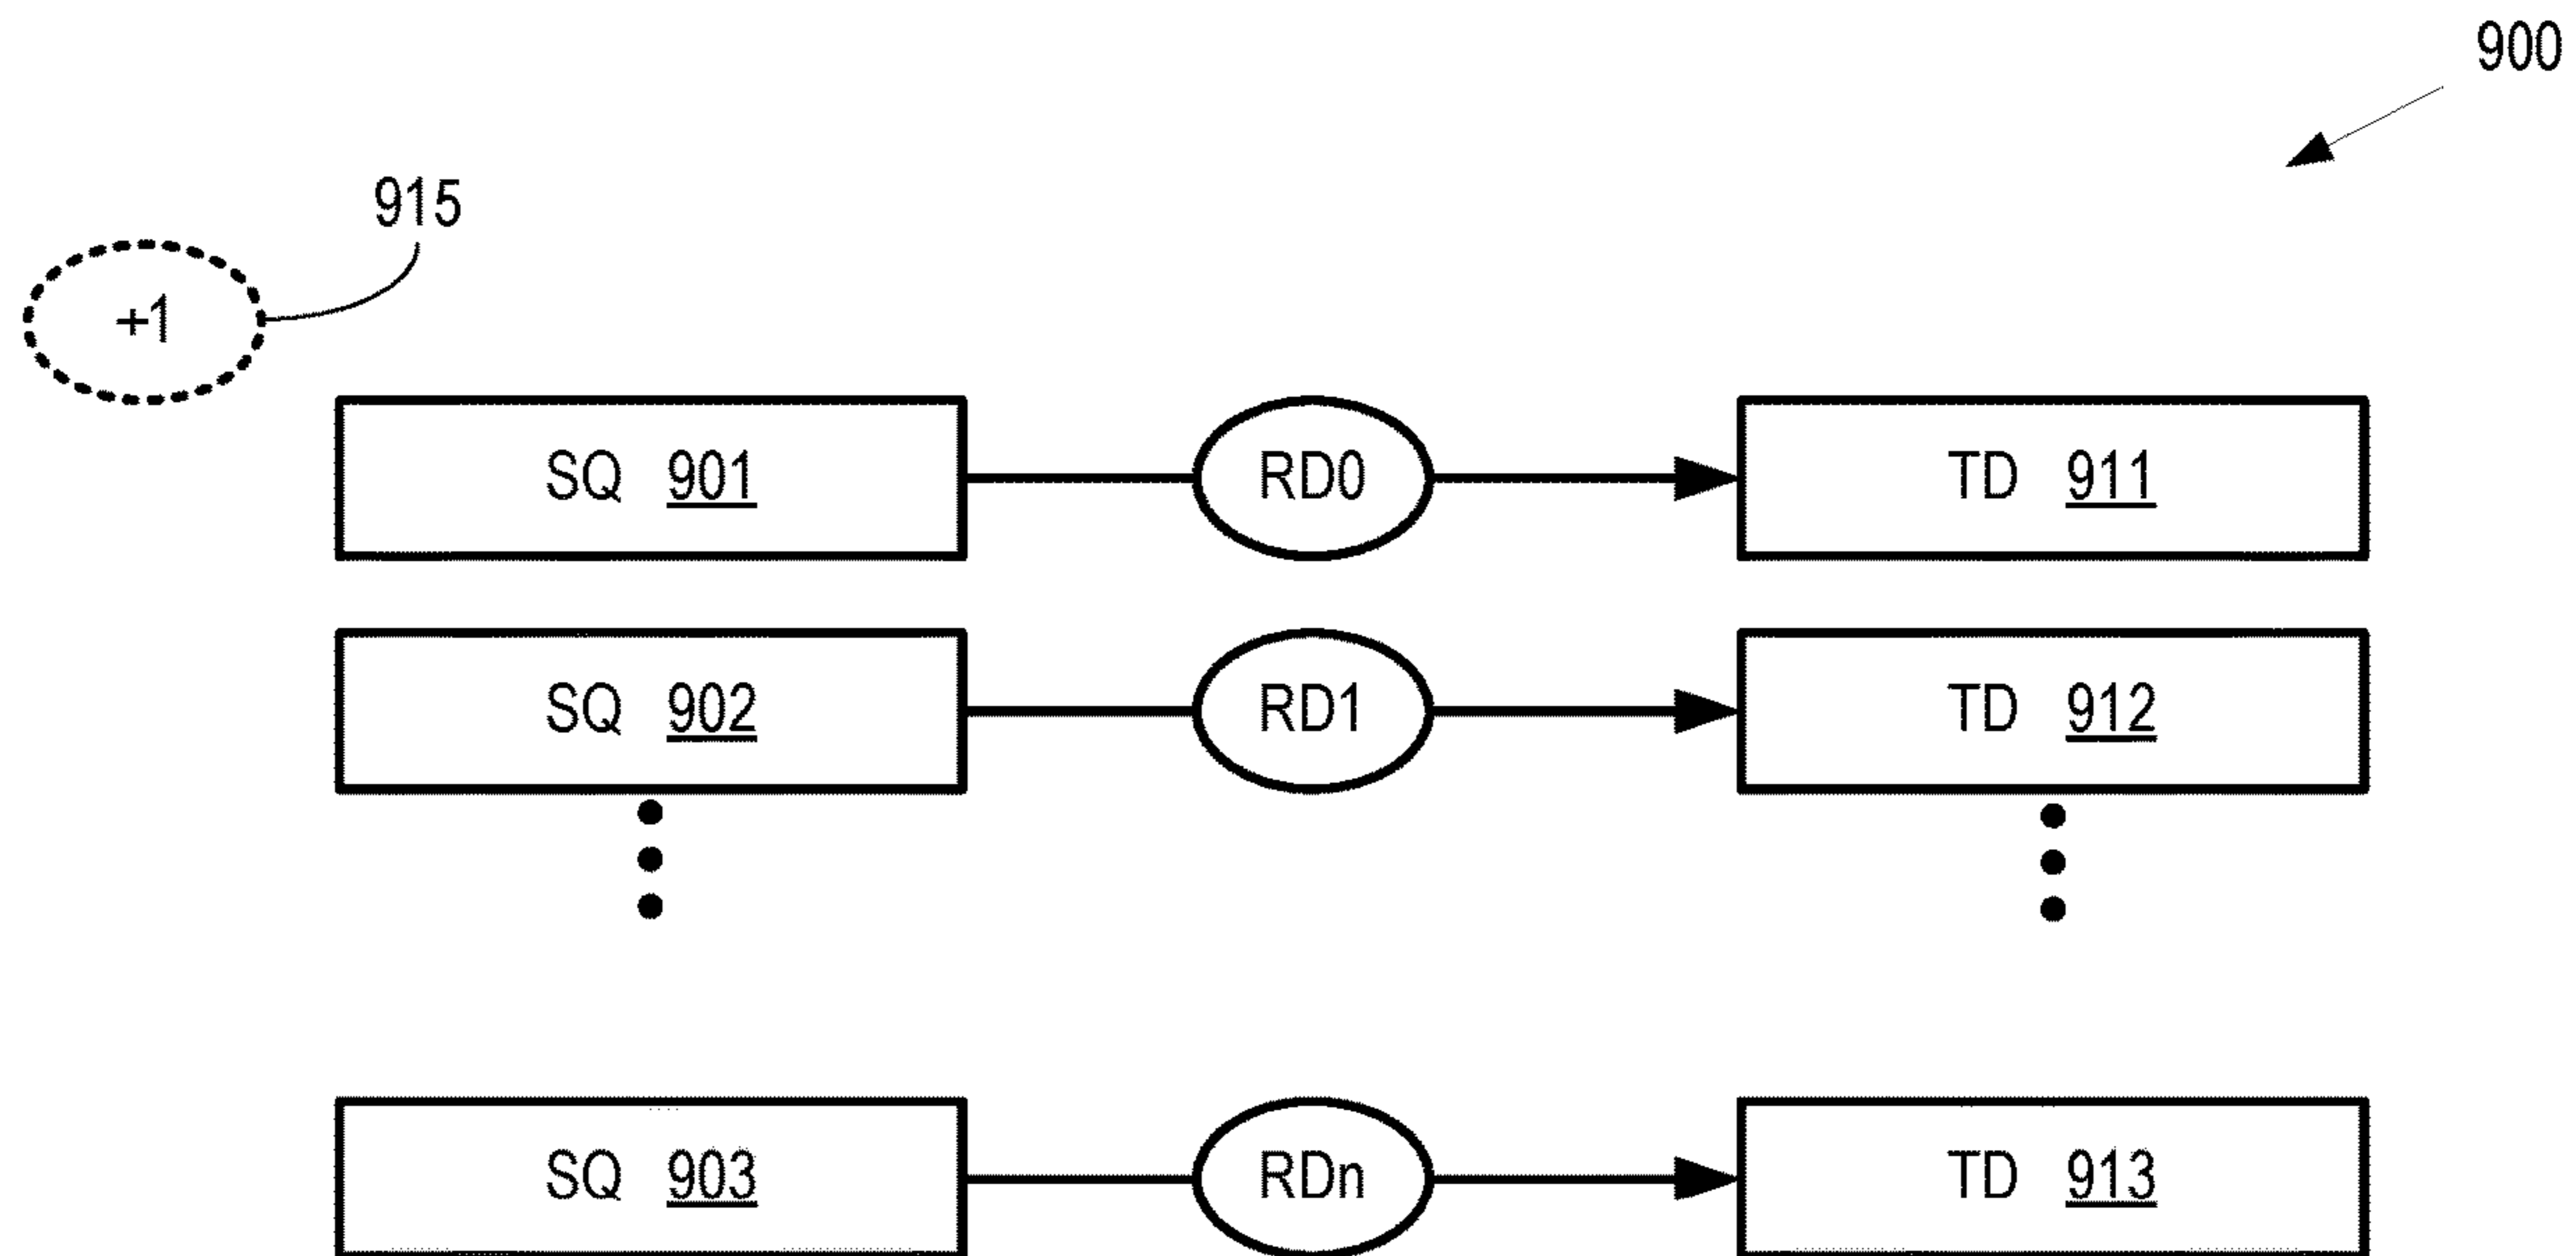 900
915
+1
SQ 901 RD0 TD 911
SQ 902 RD1 TD 912
SQ 903 RDn TD 913